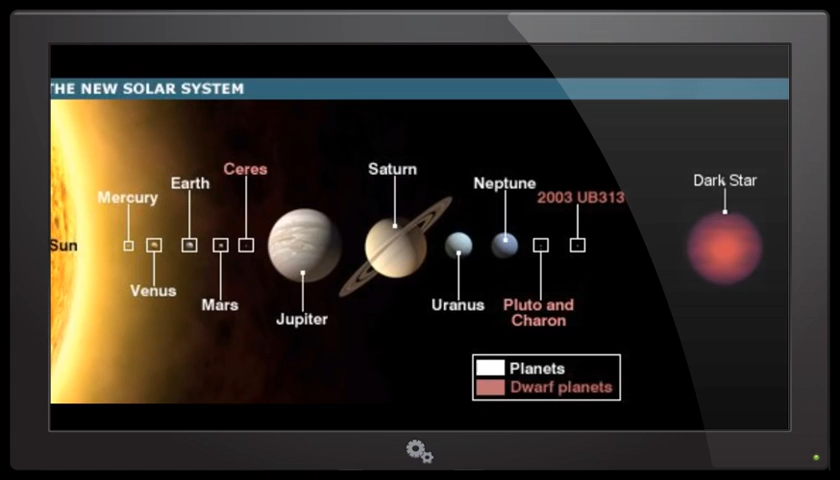 THE NEW SOLAR SYSTEM
Ceres
Saturn
Earth
Neptune
Dark Star
Mercury
2003 UB313
Sun
Venus
Mars
Uranus
Pluto and
Charon
Jupiter
Planets
Dwarf planets